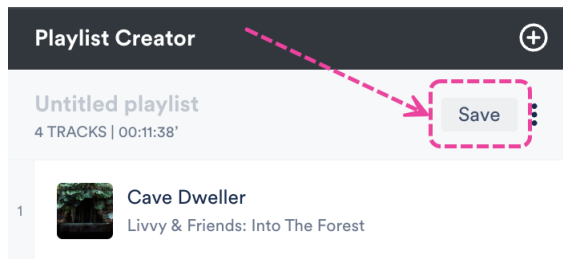 Playlist Creator
Untitled playlist
4 TRACKS | 00:11:38’
Save
1
Cave Dweller
Livvy & Friends: Into The Forest